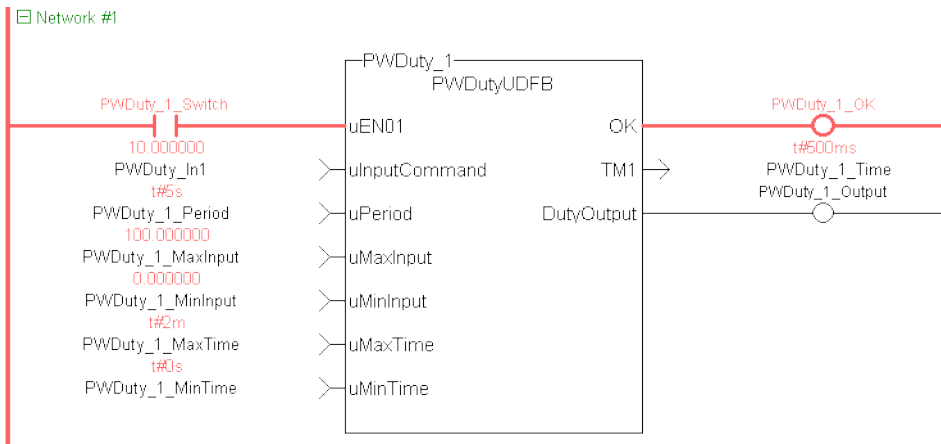 Network #1
PWDuty_1
PWDutyUDFB
PWDuty_1_Switch
uEN01
OK
PWDuty_1_OK
10.000000
t#500ms
PWDuty_In1
uInputCommand
TM1
PWDuty_1_Time
t#5s
PWDuty_1_Output
PWDuty_1_Period
uPeriod
DutyOutput
100.000000
PWDuty_1_MaxInput
uMaxInput
0.000000
PWDuty_1_MinInput
uMinInput
t#2m
PWDuty_1_MaxTime
uMaxTime
t#0s
PWDuty_1_MinTime
uMinTime